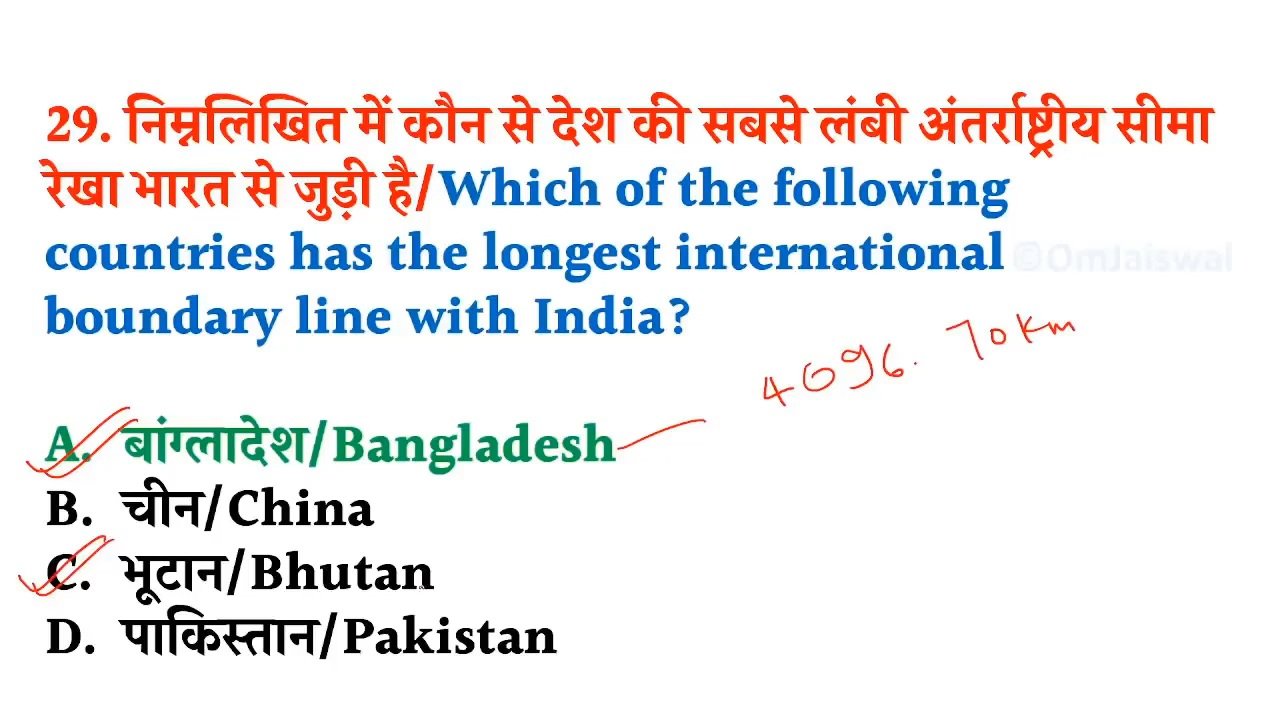 29. निम्नलिखित में कौन से देश की सबसे लंबी अंतर्राष्ट्रीय सीमा
रेखा भारत से जुड़ी है/Which of the following
countries has the longest international
©OmJaiswal
boundary line with India?
4096.70Km
A. बांग्लादेश/Bangladesh
B. चीन/China
C. भूटान/Bhutan
D. पाकिस्तान/Pakistan